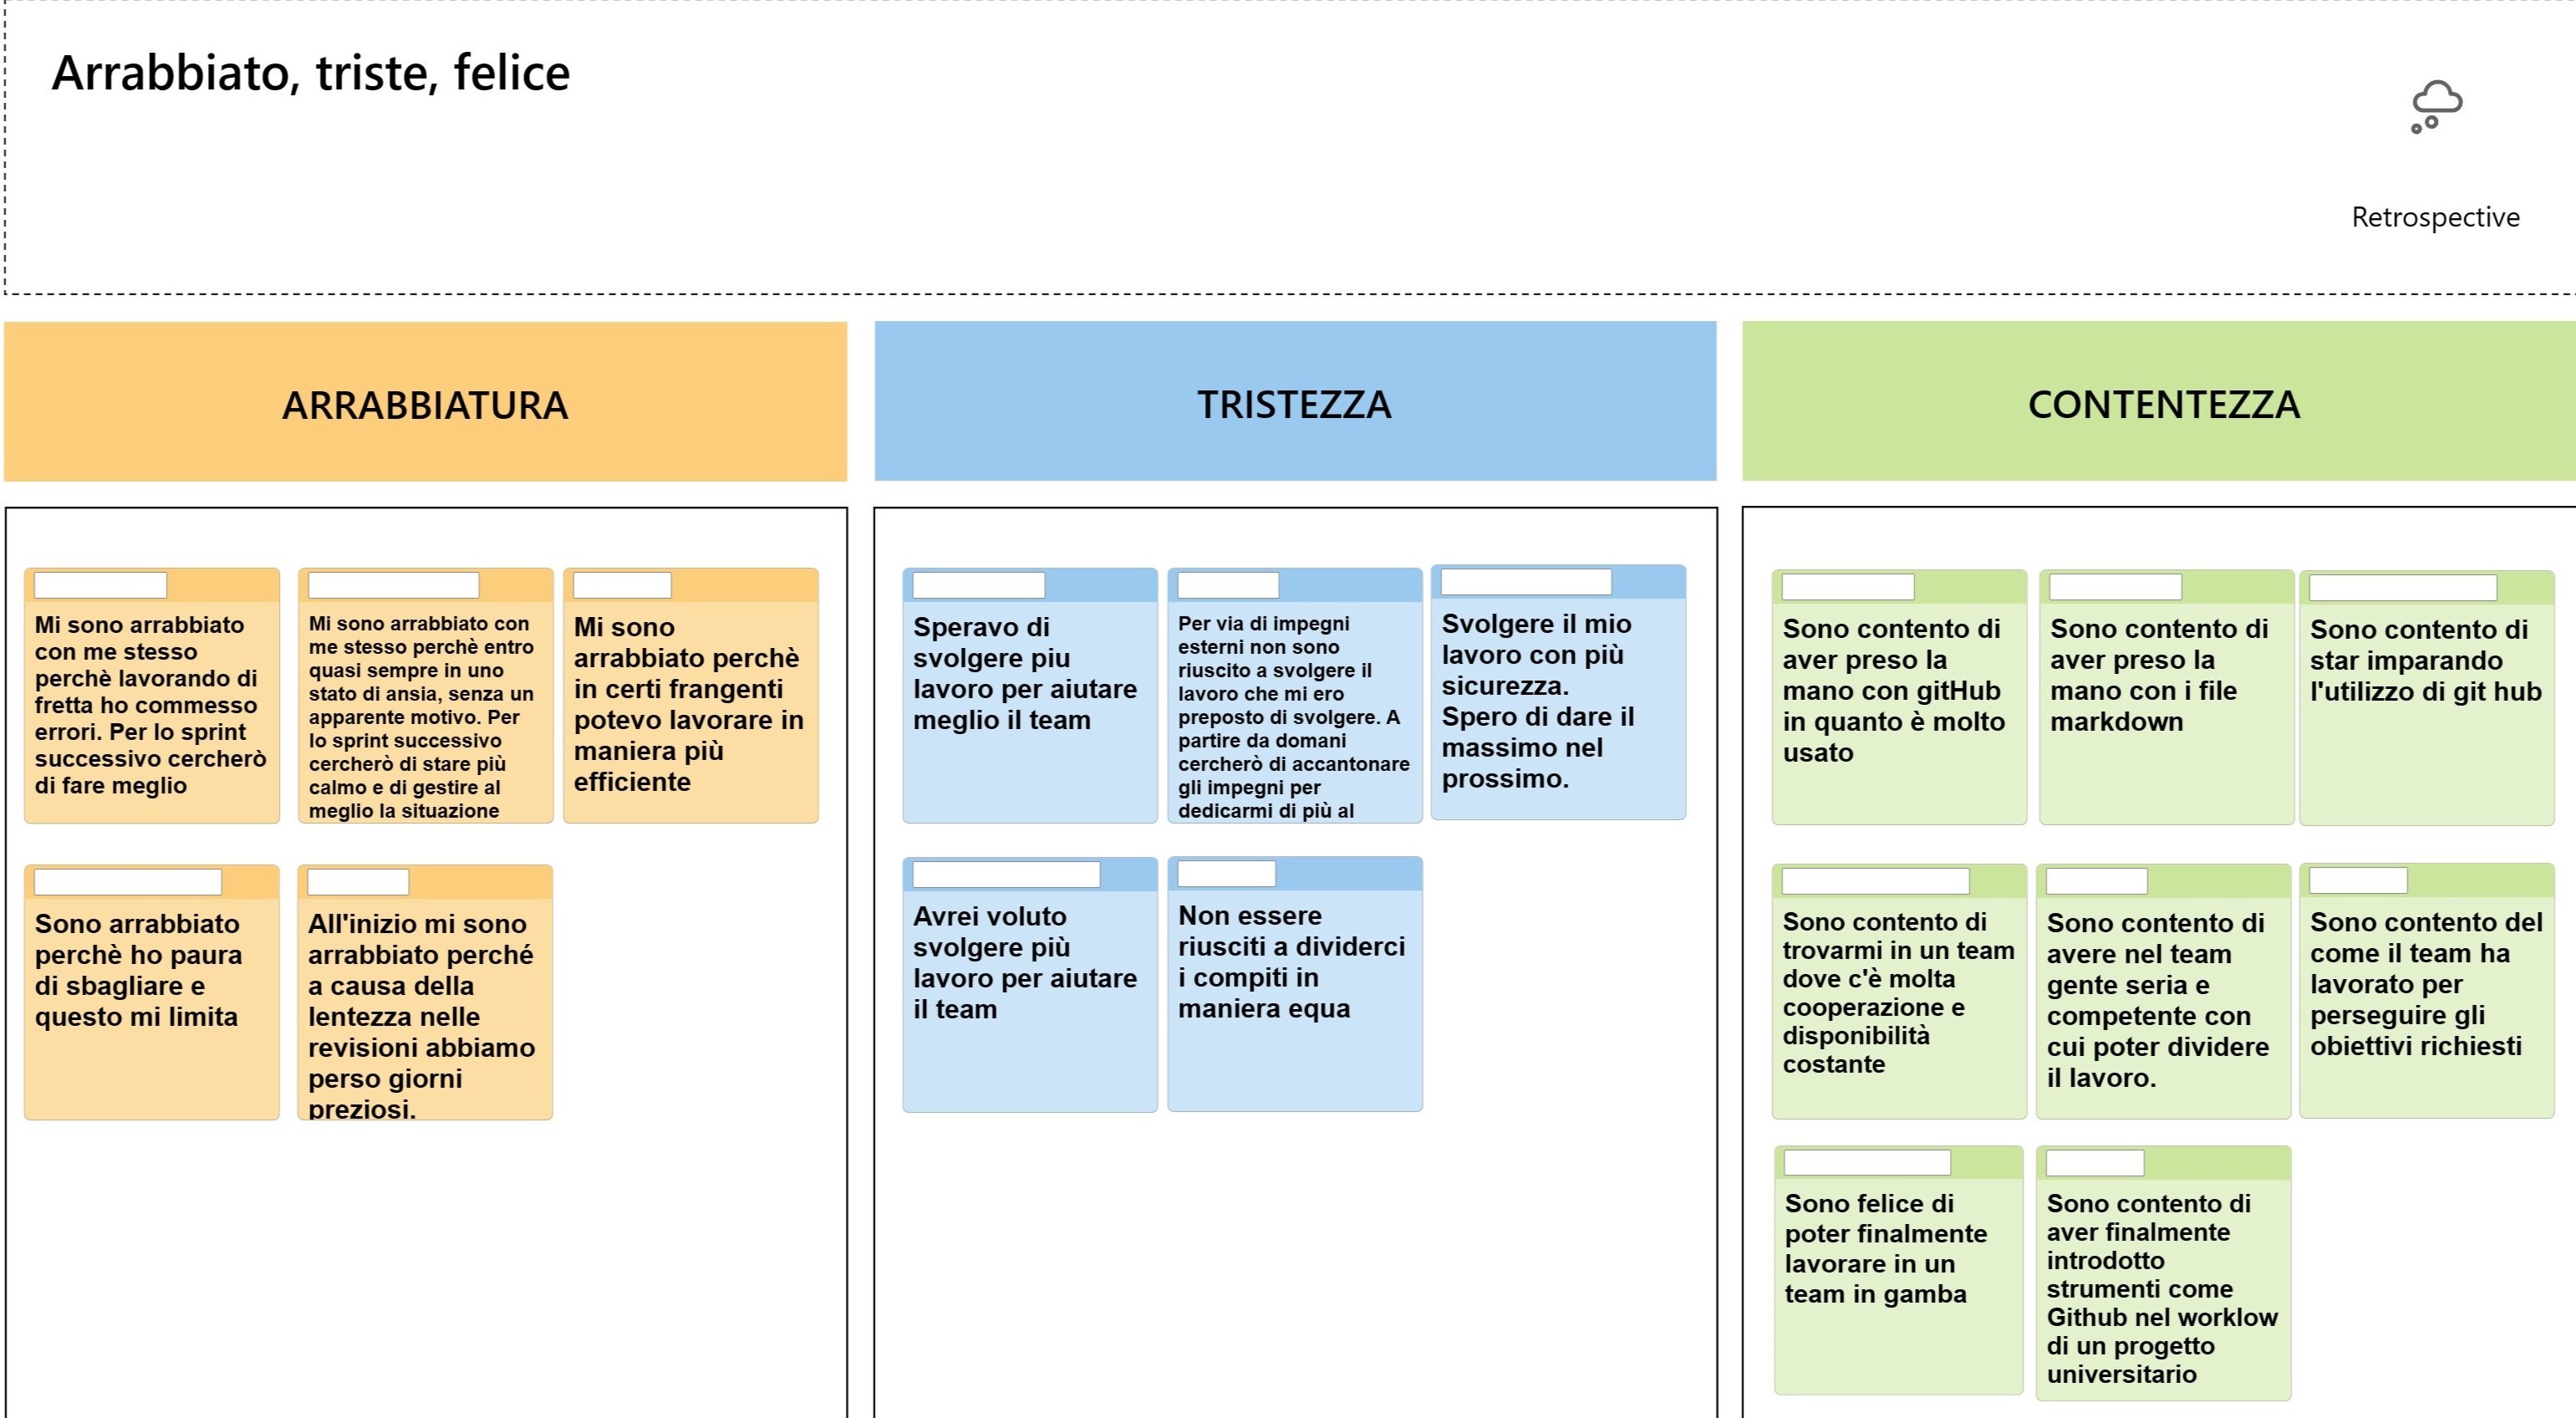 Arrabbiato, triste, felice
Retrospective
ARRABBIATURA
Mi sono arrabbiato
con me stesso
perchè lavorando di
fretta ho commesso
errori. Per lo sprint
successivo cercherò
di fare meglio
Mi sono arrabbiato con
me stesso perchè entro
quasi sempre in uno
stato di ansia, senza un
apparente motivo. Per
lo sprint successivo
cercherò di stare più
calmo e di gestire al
meglio la situazione
Mi sono
arrabbiato perchè
in certi frangenti
potevo lavorare in
maniera più
efficiente
Sono arrabbiato
perchè ho paura
di sbagliare e
questo mi limita
All'inizio mi sono
arrabbiato perché
a causa della
lentezza nelle
revisioni abbiamo
perso giorni
preziosi.
TRISTEZZA
Speravo di
svolgere piu
lavoro per aiutare
meglio il team
Per via di impegni
esterni non sono
riuscito a svolgere il
lavoro che mi ero
preposto di svolgere. A
partire da domani
cercherò di accantonare
gli impegni per
dedicarmi di più al
Svolgere il mio
lavoro con più
sicurezza.
Spero di dare il
massimo nel
prossimo.
Avrei voluto
svolgere più
lavoro per aiutare
il team
Non essere
riusciti a dividerci
i compiti in
maniera equa
CONTENTEZZA
Sono contento di
aver preso la
mano con gitHub
in quanto è molto
usato
Sono contento di
aver preso la
mano con i file
markdown
Sono contento di
star imparando
l'utilizzo di git hub
Sono contento di
trovarmi in un team
dove c'è molta
cooperazione e
disponibilità
costante
Sono contento di
avere nel team
gente seria e
competente con
cui poter dividere
il lavoro.
Sono contento del
come il team ha
lavorato per
perseguire gli
obiettivi richiesti
Sono felice di
poter finalmente
lavorare in un
team in gamba
Sono contento di
aver finalmente
introdotto
strumenti come
Github nel worklow
di un progetto
universitario